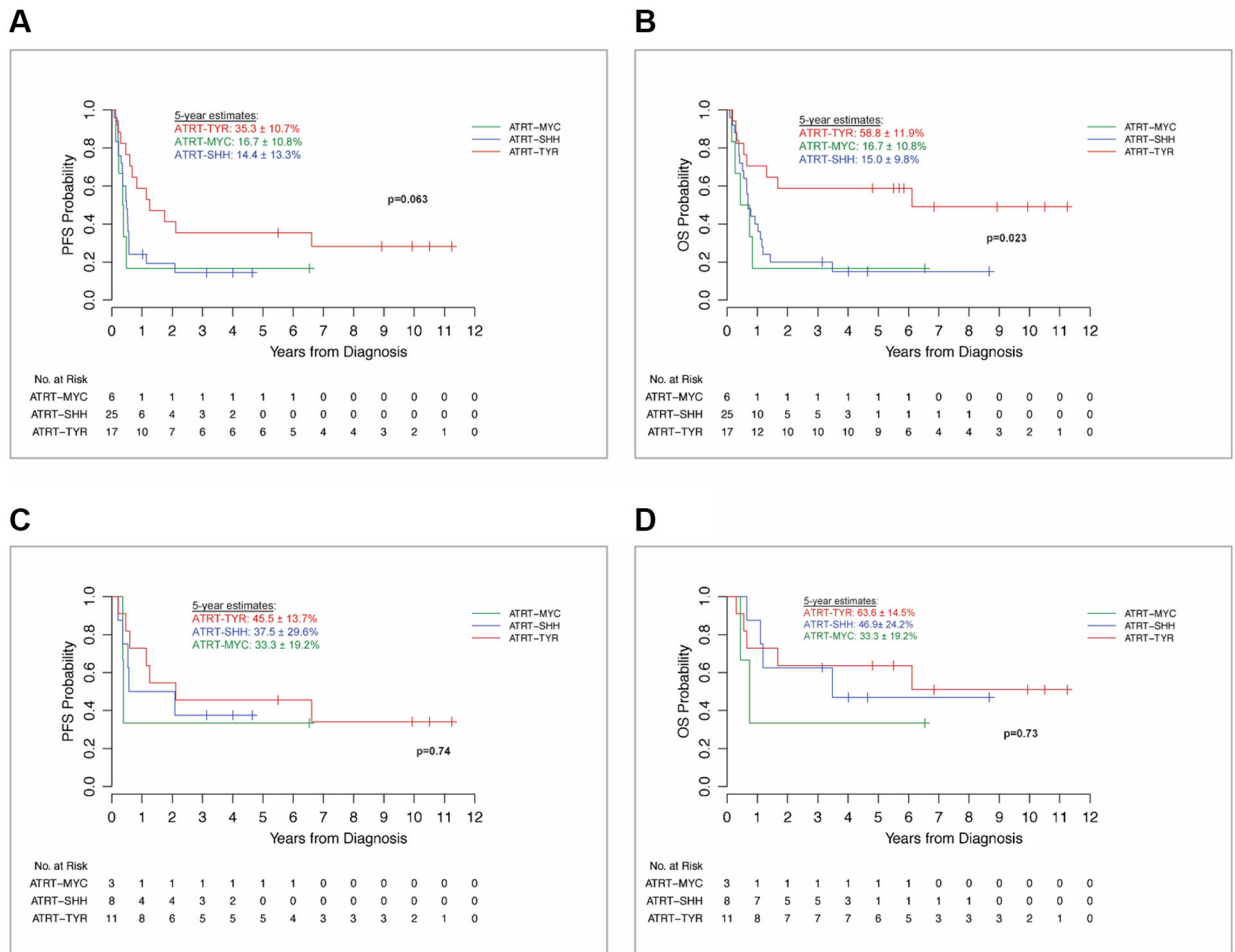 A
5-year estimates:
ATRT-TYR: 35.3 ± 10.7%
ATRT-MYC: 16.7 ± 10.8%
ATRT-SHH: 14.4 ± 13.3%
ATRT−MYC
ATRT−SHH
ATRT−TYR
p=0.063
PFS Probability
1.0
0.8
0.6
0.4
0.2
0.0
0 1 2 3 4 5 6 7 8 9 10 11 12
Years from Diagnosis
No. at Risk
ATRT−MYC 6 1 1 1 1 1 1 0 0 0 0 0 0
ATRT−SHH 25 6 4 3 2 0 0 0 0 0 0 0 0
ATRT−TYR 17 10 7 6 6 6 5 4 4 3 2 1 0
B
5-year estimates:
ATRT-TYR: 58.8 ± 11.9%
ATRT-MYC: 16.7 ± 10.8%
ATRT-SHH: 15.0 ± 9.8%
ATRT−MYC
ATRT−SHH
ATRT−TYR
p=0.023
OS Probability
1.0
0.8
0.6
0.4
0.2
0.0
0 1 2 3 4 5 6 7 8 9 10 11 12
Years from Diagnosis
No. at Risk
ATRT−MYC 6 1 1 1 1 1 1 0 0 0 0 0 0
ATRT−SHH 25 10 5 5 3 1 1 1 1 0 0 0 0
ATRT−TYR 17 12 10 10 10 9 6 4 4 3 2 1 0
C
5-year estimates:
ATRT-TYR: 45.5 ± 13.7%
ATRT-SHH: 37.5 ± 29.6%
ATRT-MYC: 33.3 ± 19.2%
ATRT−MYC
ATRT−SHH
ATRT−TYR
p=0.74
PFS Probability
1.0
0.8
0.6
0.4
0.2
0.0
0 1 2 3 4 5 6 7 8 9 10 11 12
Years from Diagnosis
No. at Risk
ATRT−MYC 3 1 1 1 1 1 1 0 0 0 0 0 0
ATRT−SHH 8 4 4 3 2 0 0 0 0 0 0 0 0
ATRT−TYR 11 8 6 5 5 5 4 3 3 3 2 1 0
D
5-year estimates:
ATRT-TYR: 63.6 ± 14.5%
ATRT-SHH: 46.9± 24.2%
ATRT-MYC: 33.3 ± 19.2%
ATRT−MYC
ATRT−SHH
ATRT−TYR
p=0.73
OS Probability
1.0
0.8
0.6
0.4
0.2
0.0
0 1 2 3 4 5 6 7 8 9 10 11 12
Years from Diagnosis
No. at Risk
ATRT−MYC 3 1 1 1 1 1 1 0 0 0 0 0 0
ATRT−SHH 8 7 5 5 3 1 1 1 1 0 0 0 0
ATRT−TYR 11 8 7 7 7 6 5 3 3 3 2 1 0